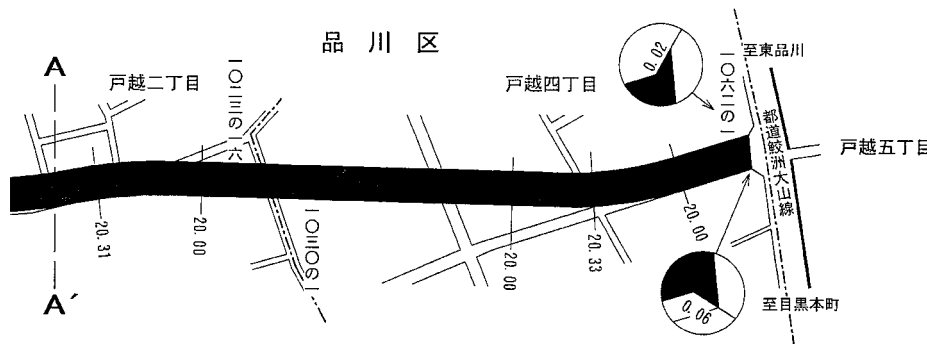 品川区
A
戸越二丁目
一〇二三の一六
戸越四丁目
0.02
一〇六二の一
至東品川
都道鮫洲大山線
戸越五丁目
20.31
20.00
一〇三〇の一
20.00
20.33
20.00
0.06
至目黒本町
A´